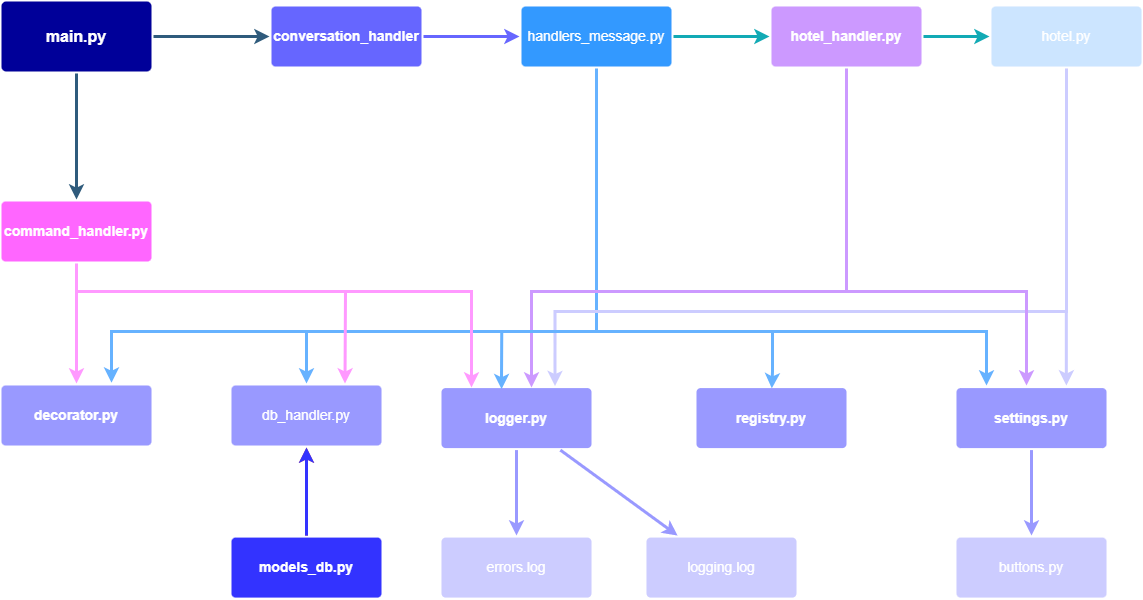 main.py
conversation_handler
handlers_message.py
hotel_handler.py
hotel.py
command_handler.py
decorator.py
db_handler.py
logger.py
registry.py
settings.py
models_db.py
errors.log
logging.log
buttons.py